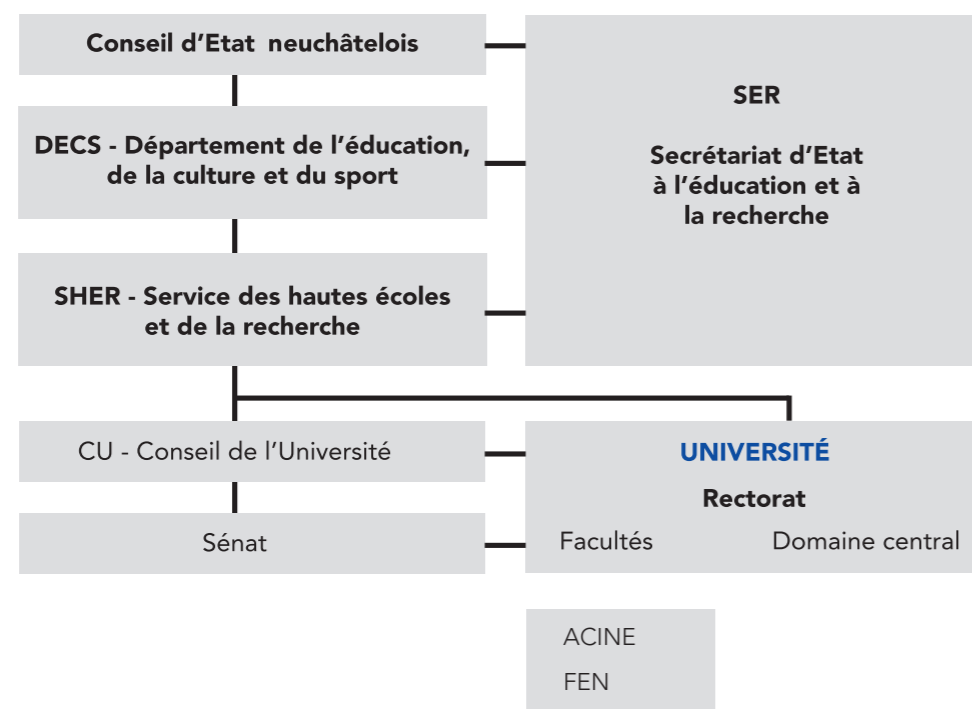 Conseil d’Etat neuchâtelois
DECS - Département de l’éducation,
de la culture et du sport
SHER - Service des hautes écoles
et de la recherche
SER
Secrétariat d’Etat
à l’éducation et à
la recherche
CU - Conseil de l’Université
Sénat
UNIVERSITÉ
Rectorat
Facultés Domaine central
ACINE
FEN